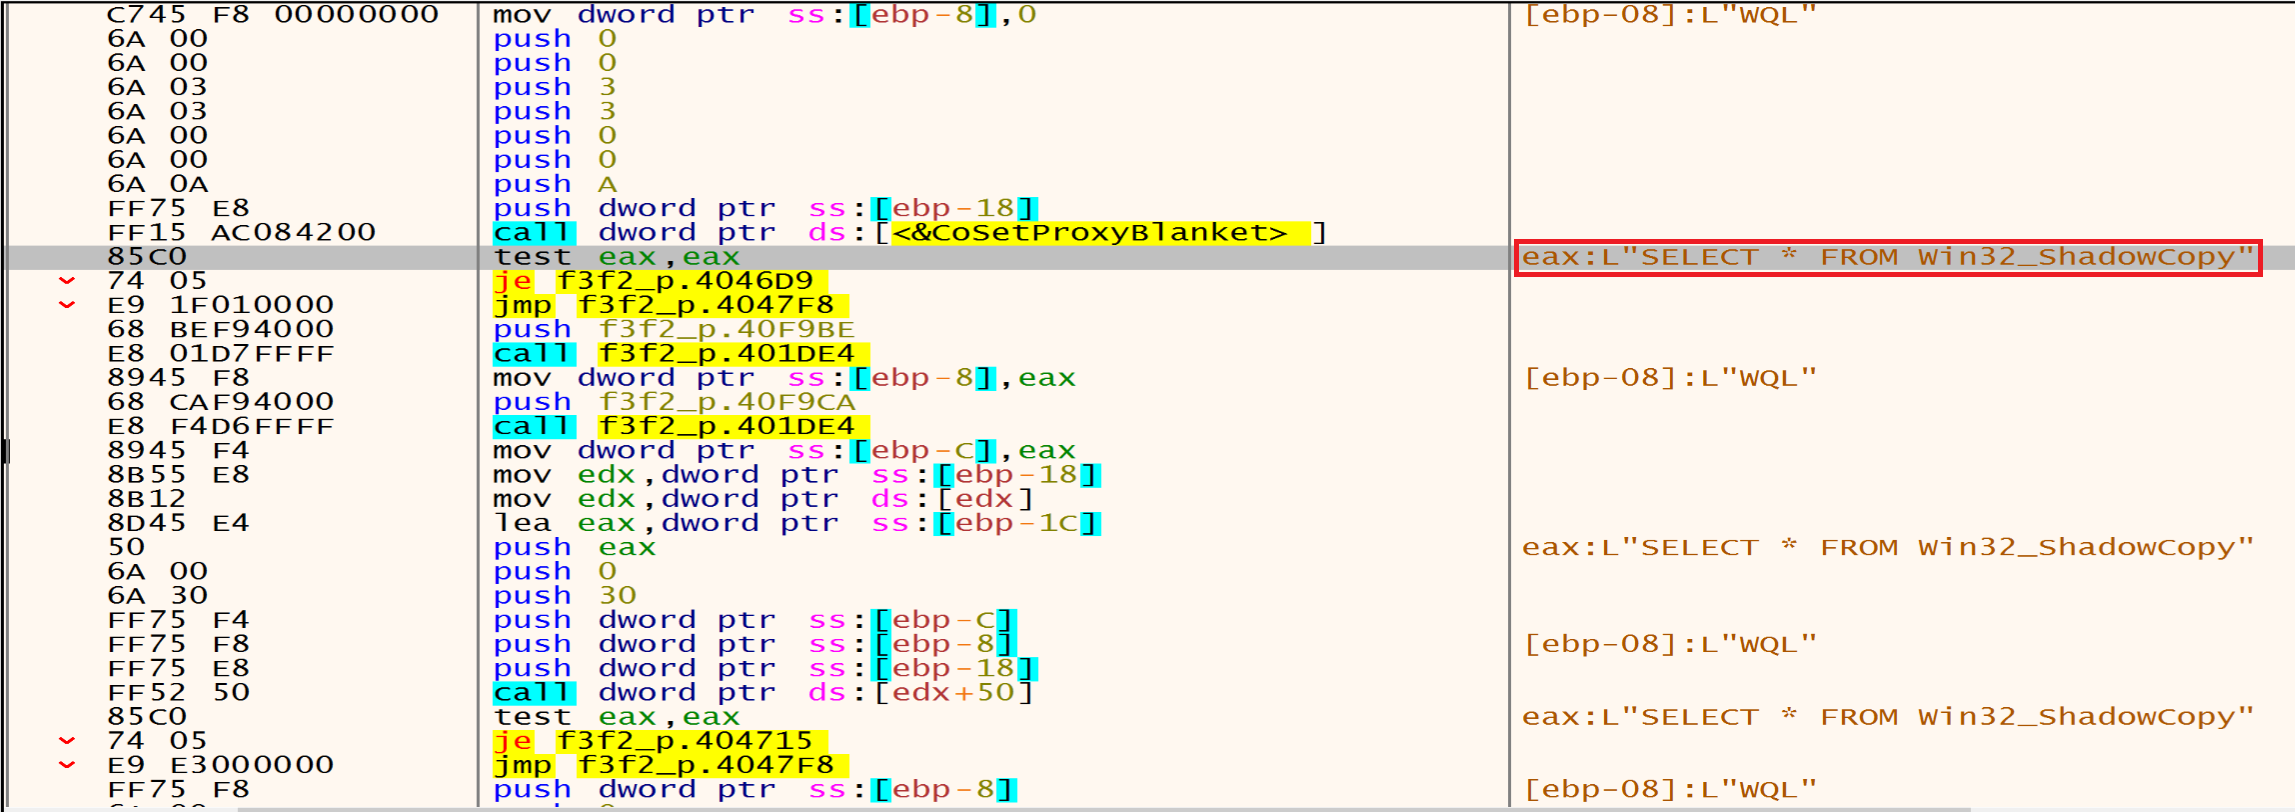 C745 F8 00000000 mov dword ptr ss:[ebp-8],0 [ebp-08]:L"WQL"
6A 00 push 0
6A 00 push 0
6A 03 push 3
6A 03 push 3
6A 00 push 0
6A 00 push 0
6A 0A push A
FF75 E8 push dword ptr ss:[ebp-18]
FF15 AC084200 call dword ptr ds:[<&CoSetProxyBlanket>]
85C0 test eax,eax eax:L"SELECT * FROM Win32_ShadowCopy"
74 05 je f3f2_p.4046D9
E9 1F010000 jmp f3f2_p.4047F8
68 BEF94000 push f3f2_p.40F9BE
E8 01D7FFFF call f3f2_p.401DE4
8945 F8 mov dword ptr ss:[ebp-8],eax [ebp-08]:L"WQL"
68 CAF94000 push f3f2_p.40F9CA
E8 F4D6FFFF call f3f2_p.401DE4
8945 F4 mov dword ptr ss:[ebp-C],eax
8B55 E8 mov edx,dword ptr ss:[ebp-18]
8B12 mov edx,dword ptr ds:[edx]
8D45 E4 lea eax,dword ptr ss:[ebp-1C]
50 push eax eax:L"SELECT * FROM Win32_ShadowCopy"
6A 00 push 0
6A 30 push 30
FF75 F4 push dword ptr ss:[ebp-C]
FF75 F8 push dword ptr ss:[ebp-8] [ebp-08]:L"WQL"
FF75 E8 push dword ptr ss:[ebp-18]
FF52 50 call dword ptr ds:[edx+50]
85C0 test eax,eax eax:L"SELECT * FROM Win32_ShadowCopy"
74 05 je f3f2_p.404715
E9 E3000000 jmp f3f2_p.4047F8
FF75 F8 push dword ptr ss:[ebp-8] [ebp-08]:L"WQL"